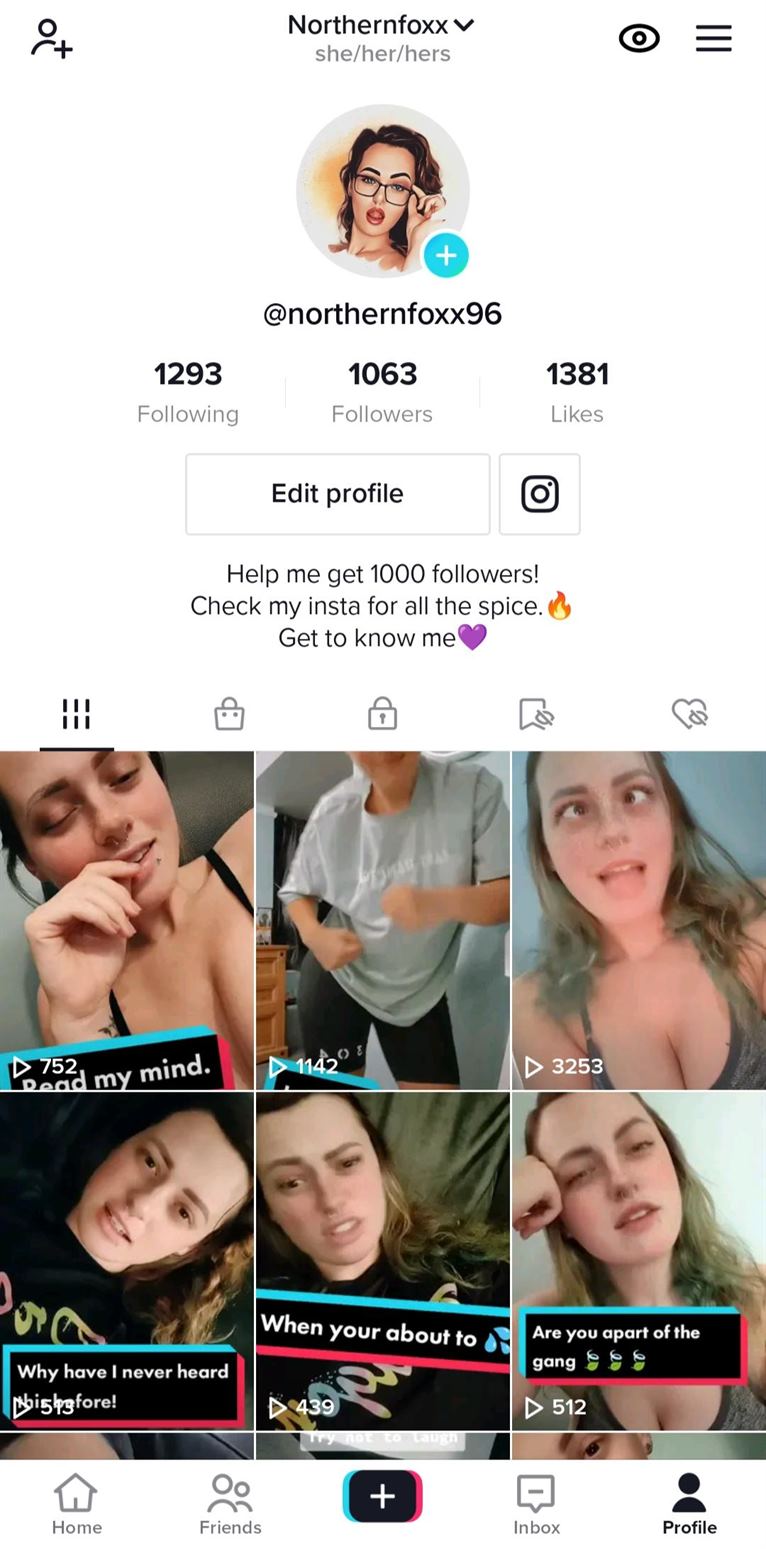 Northernfoxx
she/her/hers
@northernfoxx96
1293 1063 1381
Following Followers Likes
Edit profile
Help me get 1000 followers!
Check my insta for all the spice.🔥
Get to know me💜
Read my mind.
752 1142 3253
Why have I never heard
this before!
513
When your about to 💦
439
Are you apart of the
gang 🍃🍃🍃
512
Try not to laugh
Home Friends Inbox Profile